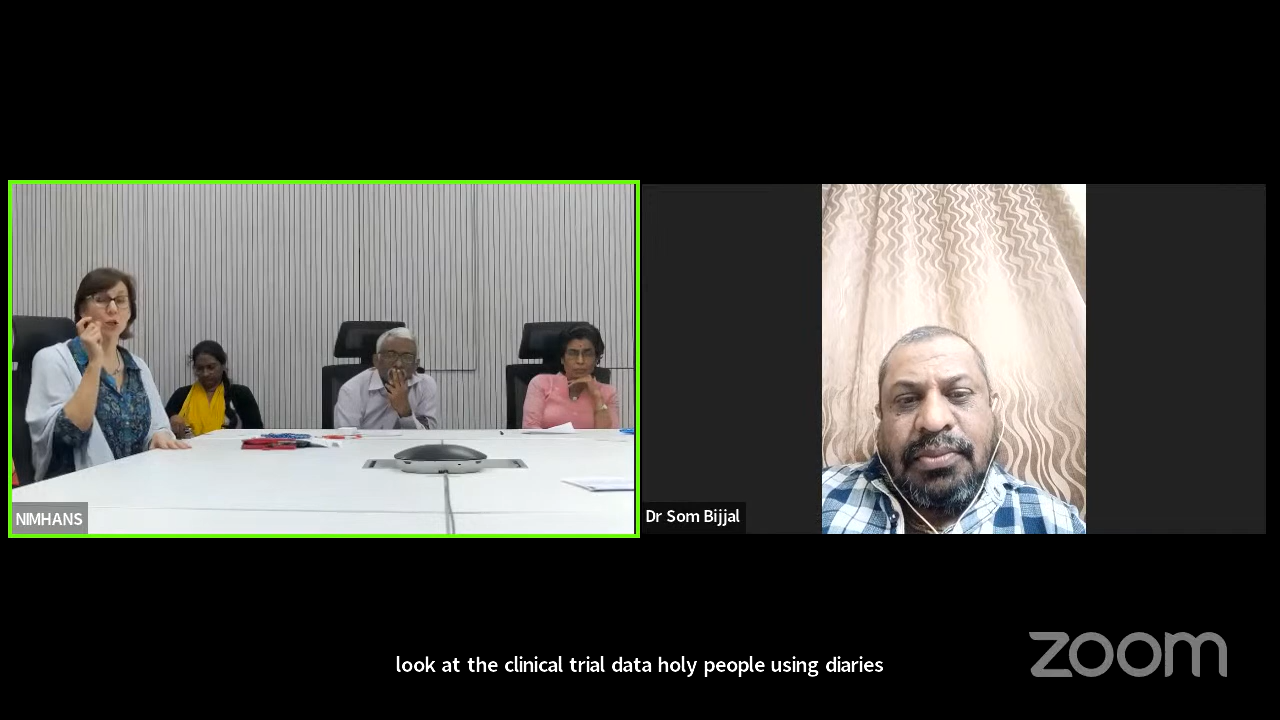 NIMHANS
Dr Som Bijjal
look at the clinical trial data holy people using diaries
zoom